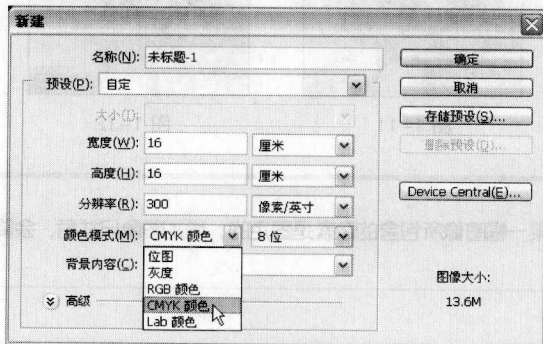 新建
名称(N): 未标题-1
确定
预设(P): 自定
取消
大小(I):
存储预设(S)...
宽度(W): 16 厘米
删除预设(D)...
高度(H): 16 厘米
分辨率(R): 300 像素/英寸
Device Central(E)...
颜色模式(M): CMYK 颜色 8 位
背景内容(C):
位图
灰度
RGB 颜色
CMYK 颜色
Lab 颜色
高级
图像大小:
13.6M